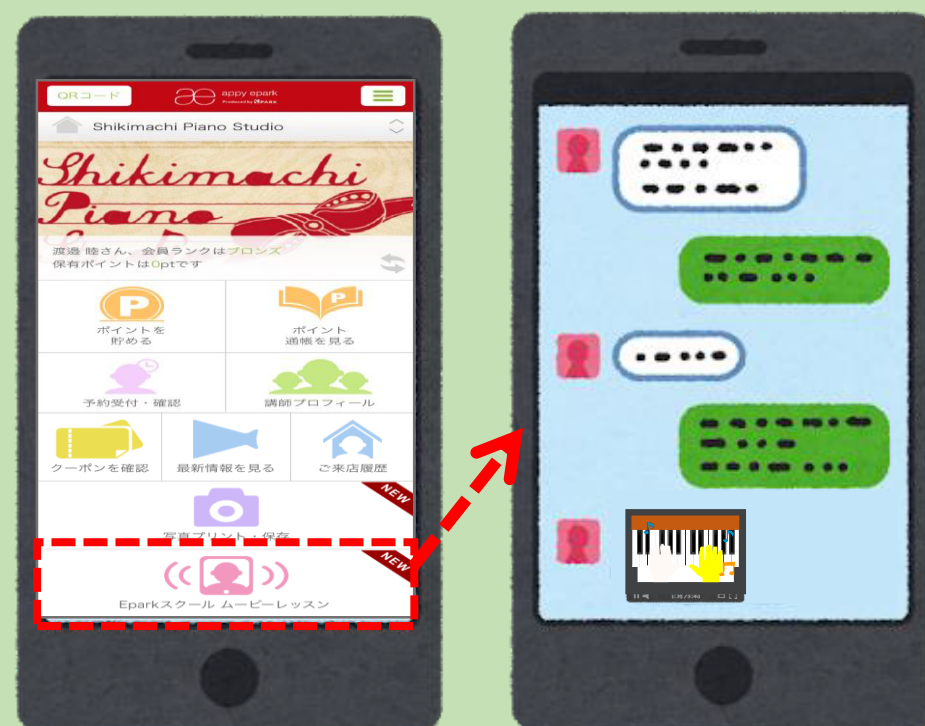 QRコード
appy epark
Produced by EPARK
Shikimachi Piano Studio
Shikimachi
Piano
渡邉 睦さん、会員ランクはブロンズ
保有ポイントは0ptです
P
P
ポイントを
貯める
ポイント
通帳を見る
予約受付・確認
講師プロフィール
クーポンを確認
最新情報を見る
ご来店履歴
NEW
写真プリント・保存
NEW
Eparkスクール ムービーレッスン